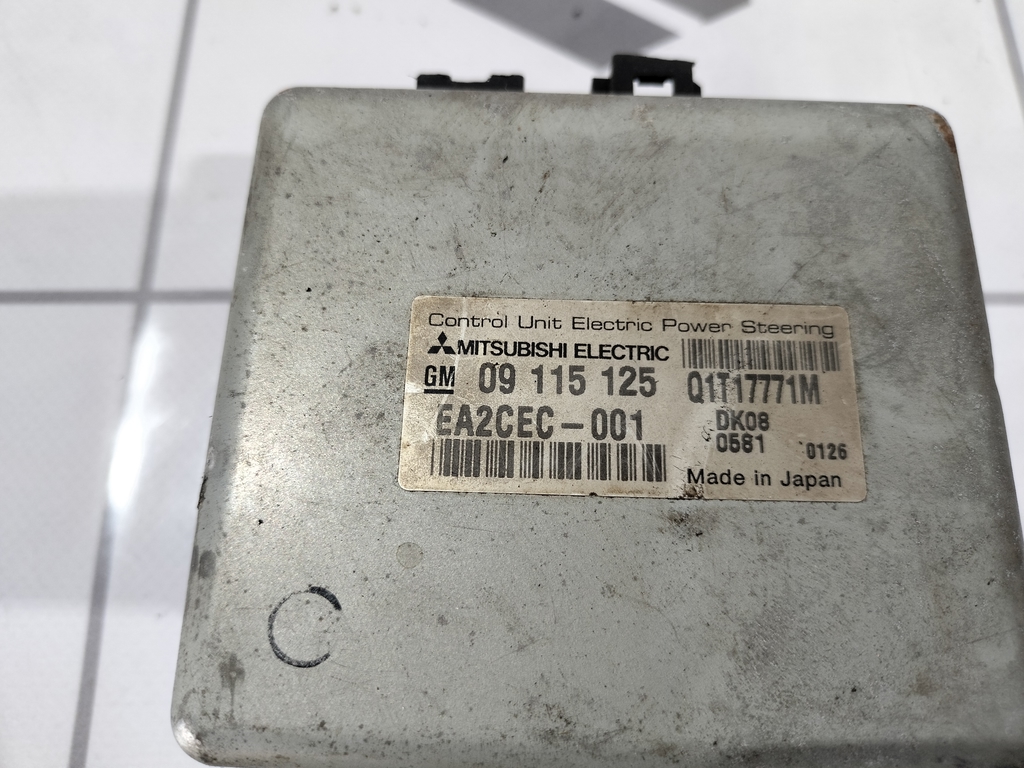 Control Unit Electric Power Steering
MITSUBISHI ELECTRIC
GM 09 115 125 Q1T17771M
EA2CEC-001 DK08
0581 0126
Made in Japan